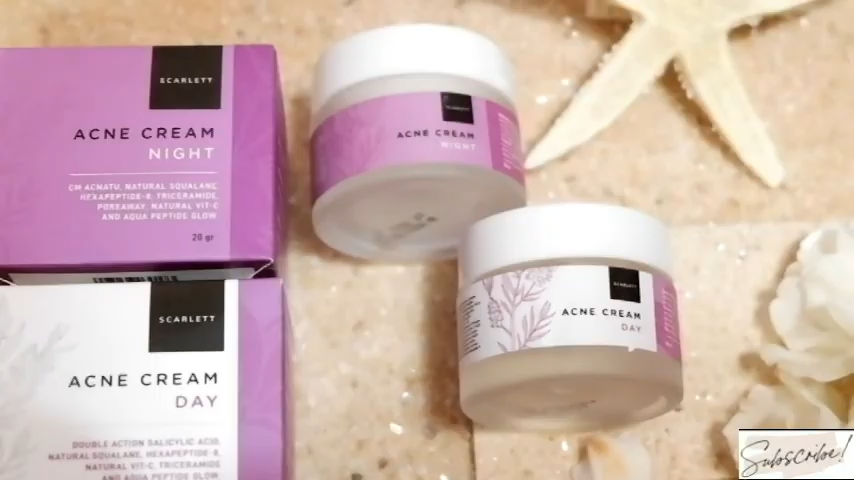 SCARLETT
ACNE CREAM
NIGHT
CM ACNATU, NATURAL SQUALANE,
HEXAPEPTIDE-8, TRICERAMIDE,
POREAWAY, NATURAL VIT-C
AND AQUA PEPTIDE GLOW
20 gr
SCARLETT
ACNE CREAM
DAY
DOUBLE ACTION SALICYLIC ACID,
NATURAL SQUALANE, HEXAPEPTIDE-8,
NATURAL VIT-C, TRICERAMIDE
AND AQUA PEPTIDE GLOW
SCARLETT
ACNE CREAM
NIGHT
SCARLETT
ACNE CREAM
DAY
Subscribe!